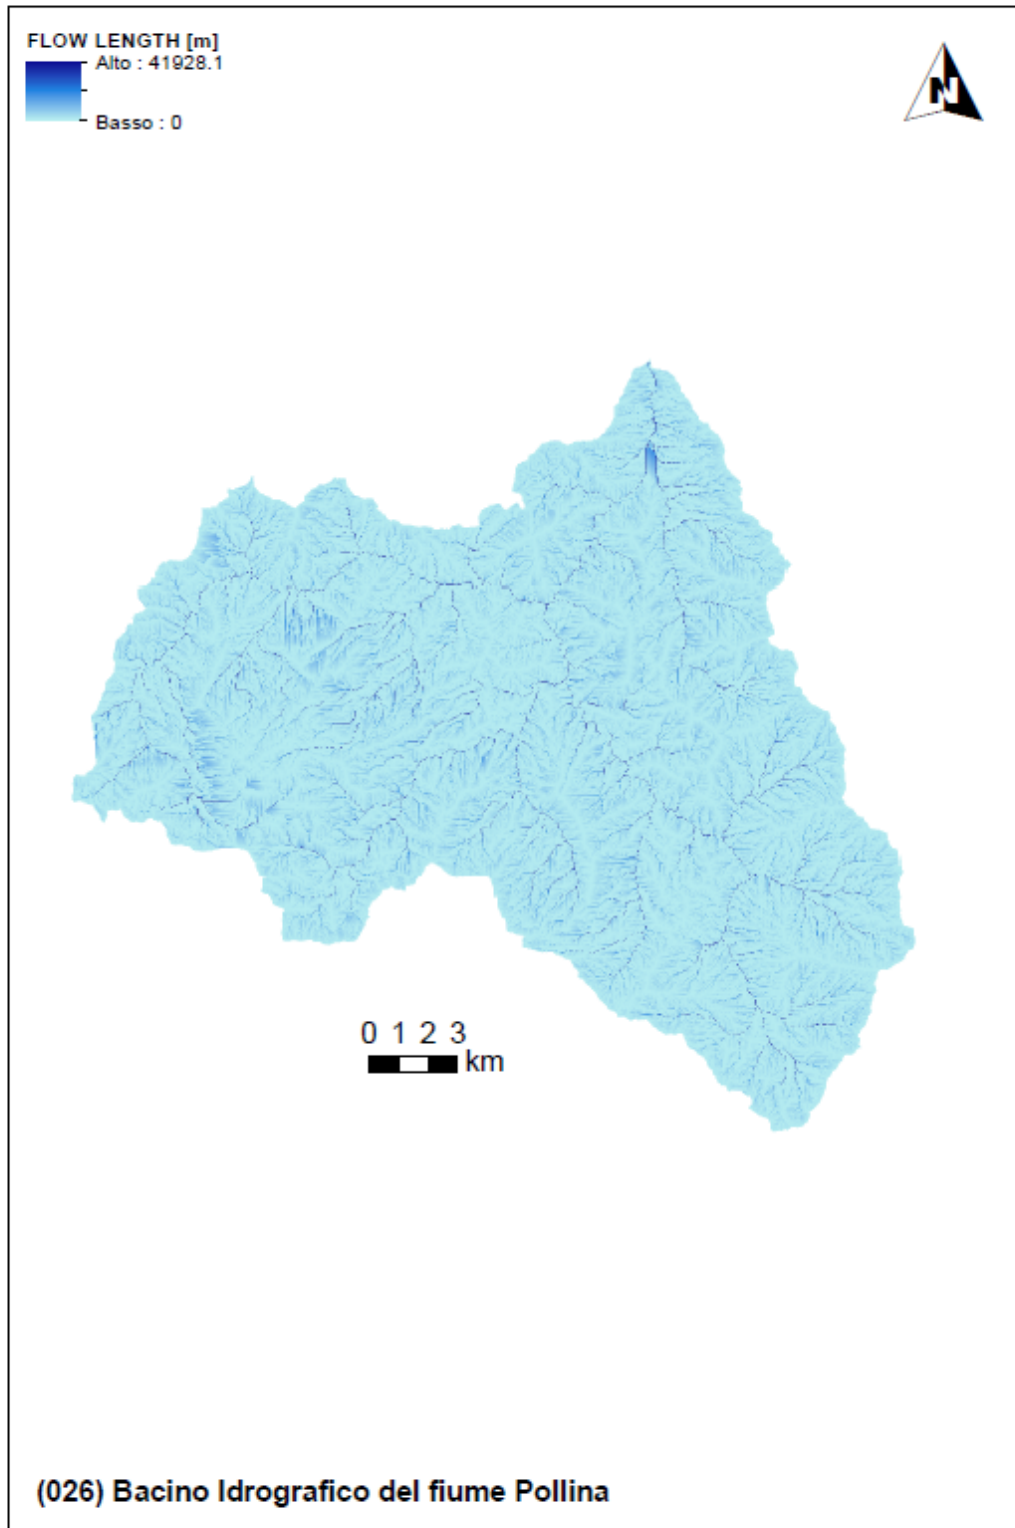 FLOW LENGTH [m]
Alto : 41928.1
Basso : 0
N
0 1 2 3
km
(026) Bacino Idrografico del fiume Pollina